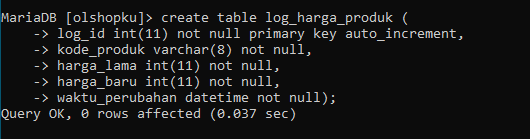 MariaDB [olshopku]> create table log_harga_produk (
    -> log_id int(11) not null primary key auto_increment,
    -> kode_produk varchar(8) not null,
    -> harga_lama int(11) not null,
    -> harga_baru int(11) not null,
    -> waktu_perubahan datetime not null);
Query OK, 0 rows affected (0.037 sec)